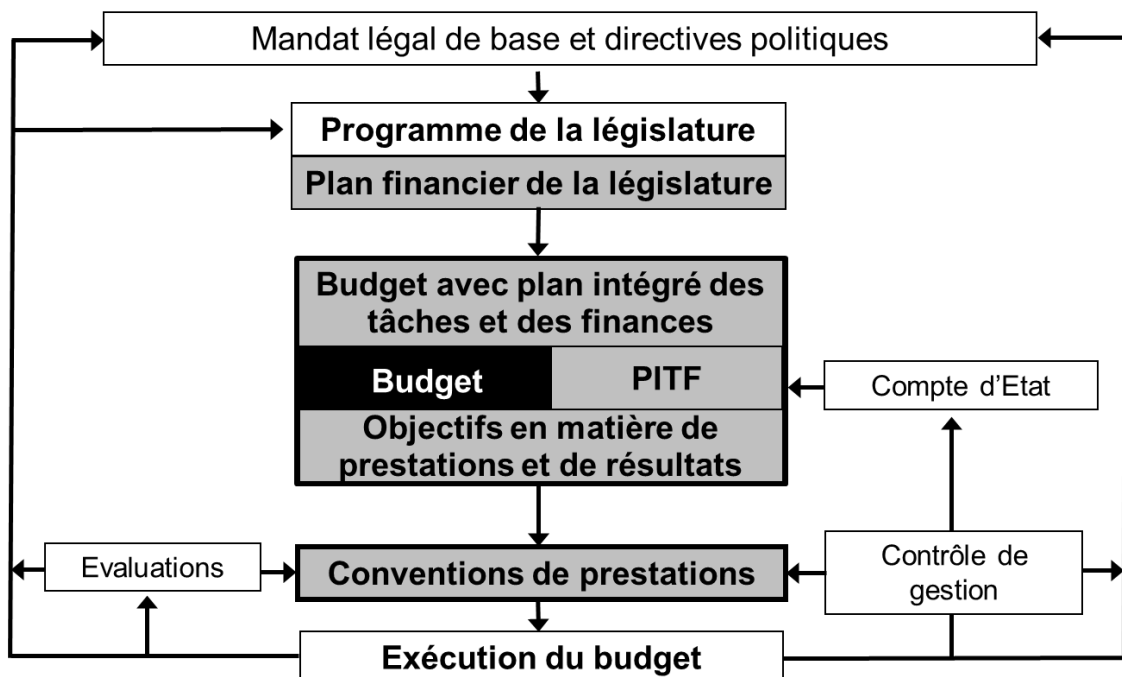 Mandat légal de base et directives politiques
Programme de la législature
Plan financier de la législature
Budget avec plan intégré des
tâches et des finances
Budget
PITF
Compte d'Etat
Objectifs en matière de
prestations et de résultats
Evaluations
Conventions de prestations
Contrôle de
gestion
Exécution du budget